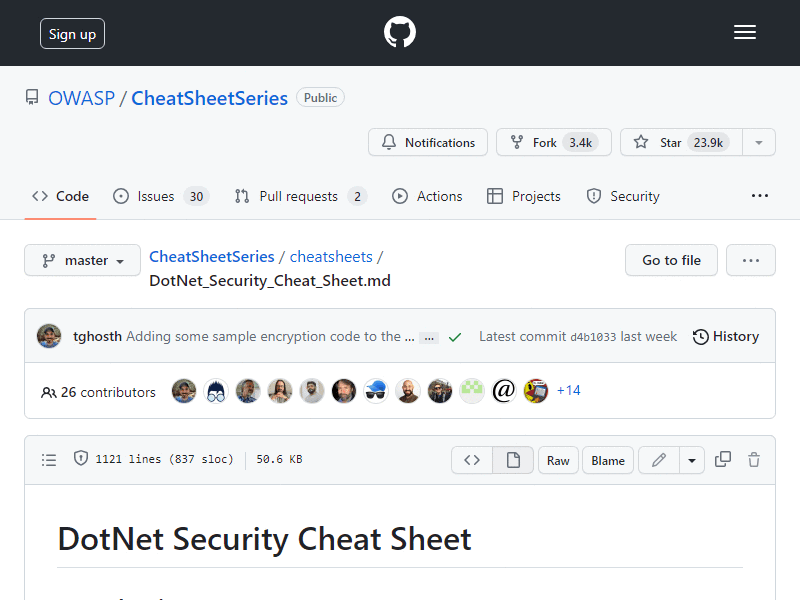 Sign up
OWASP / CheatSheetSeries Public
Notifications Fork 3.4k Star 23.9k
Code Issues 30 Pull requests 2 Actions Projects Security ...
master CheatSheetSeries / cheatsheets / Go to file ...
DotNet_Security_Cheat_Sheet.md
tghosth Adding some sample encryption code to the ... ... Latest commit d4b1033 last week History
26 contributors @ +14
1121 lines (837 sloc) 50.6 KB Raw Blame
DotNet Security Cheat Sheet